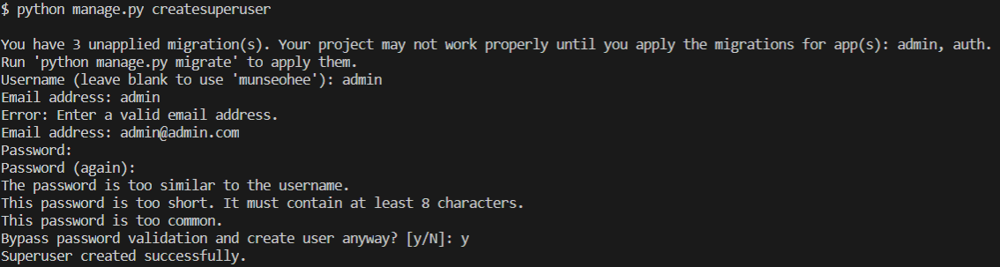 $ python manage.py createsuperuser
You have 3 unapplied migration(s). Your project may not work properly until you apply the migrations for app(s): admin, auth.
Run 'python manage.py migrate' to apply them.
Username (leave blank to use 'munseohee'): admin
Email address: admin
Error: Enter a valid email address.
Email address: admin@admin.com
Password:
Password (again):
The password is too similar to the username.
This password is too short. It must contain at least 8 characters.
This password is too common.
Bypass password validation and create user anyway? [y/N]: y
Superuser created successfully.